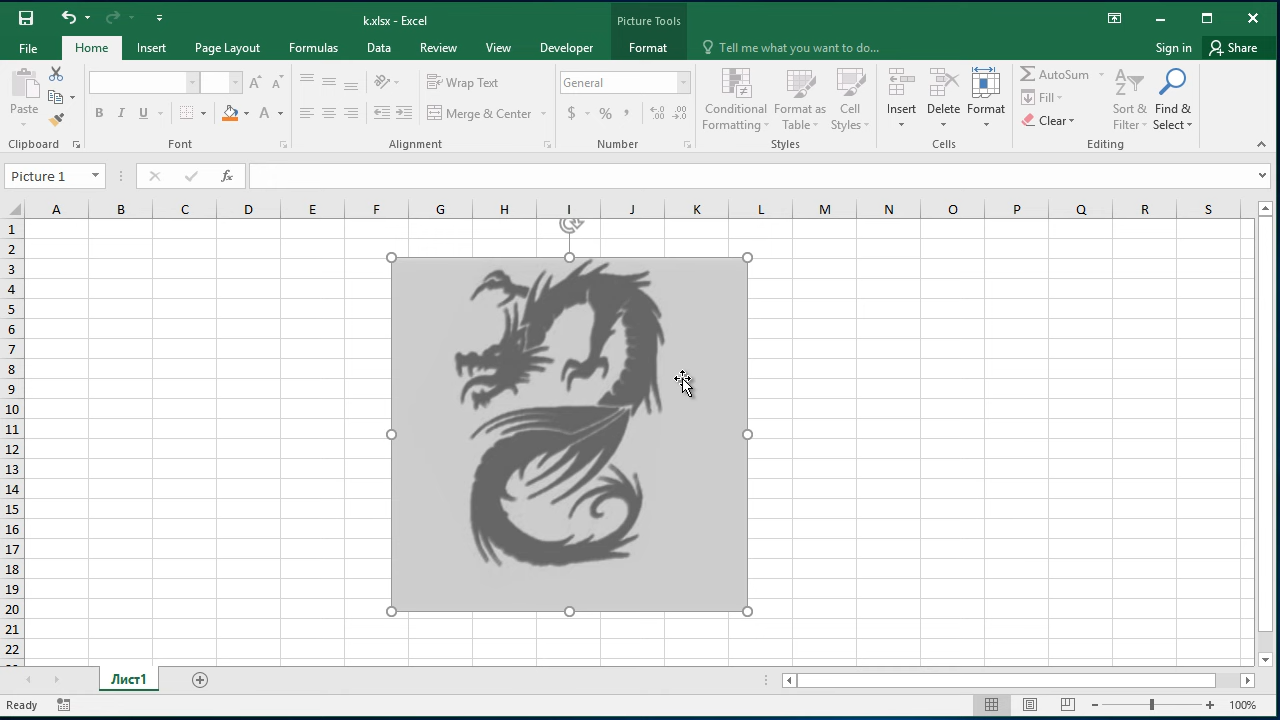 k.xlsx - Excel
Picture Tools
File
Home
Insert
Page Layout
Formulas
Data
Review
View
Developer
Format
Tell me what you want to do...
Sign in
Share
Paste
Wrap Text
Merge & Center
General
Conditional Formatting
Format as Table
Cell Styles
Insert
Delete
Format
AutoSum
Fill
Clear
Sort & Filter
Find & Select
Clipboard
Font
Alignment
Number
Styles
Cells
Editing
Picture 1
A B C D E F G H I J K L M N O P Q R S
1
2
3
4
5
6
7
8
9
10
11
12
13
14
15
16
17
18
19
20
21
22
Лист1
Ready
100%